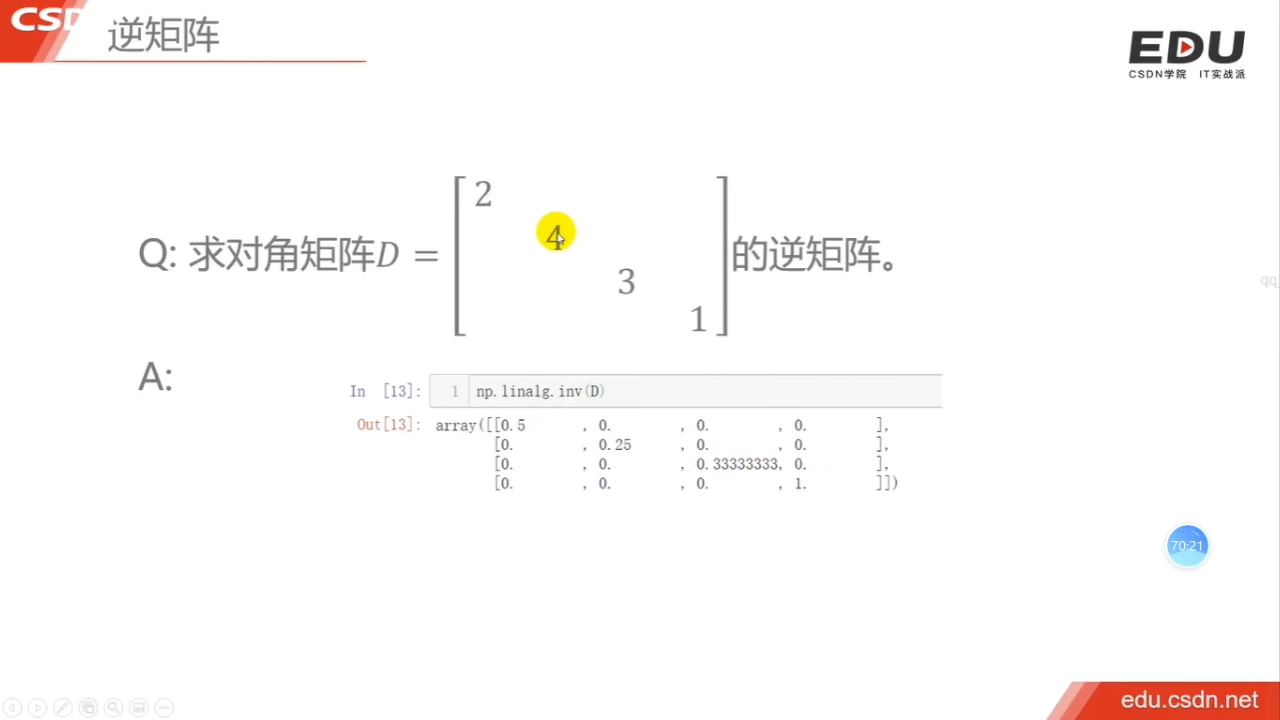 CSD
逆矩阵
EDU
CSDN学院 IT实战派
Q: 求对角矩阵D = [2 4 3 1] 的逆矩阵。
qq_
A:
In [13]: 1 np.linalg.inv(D)
Out[13]: array([[0.5 , 0. , 0. , 0. ],
[0. , 0.25 , 0. , 0. ],
[0. , 0. , 0.33333333, 0. ],
[0. , 0. , 0. , 1. ]])
70:21
edu.csdn.net